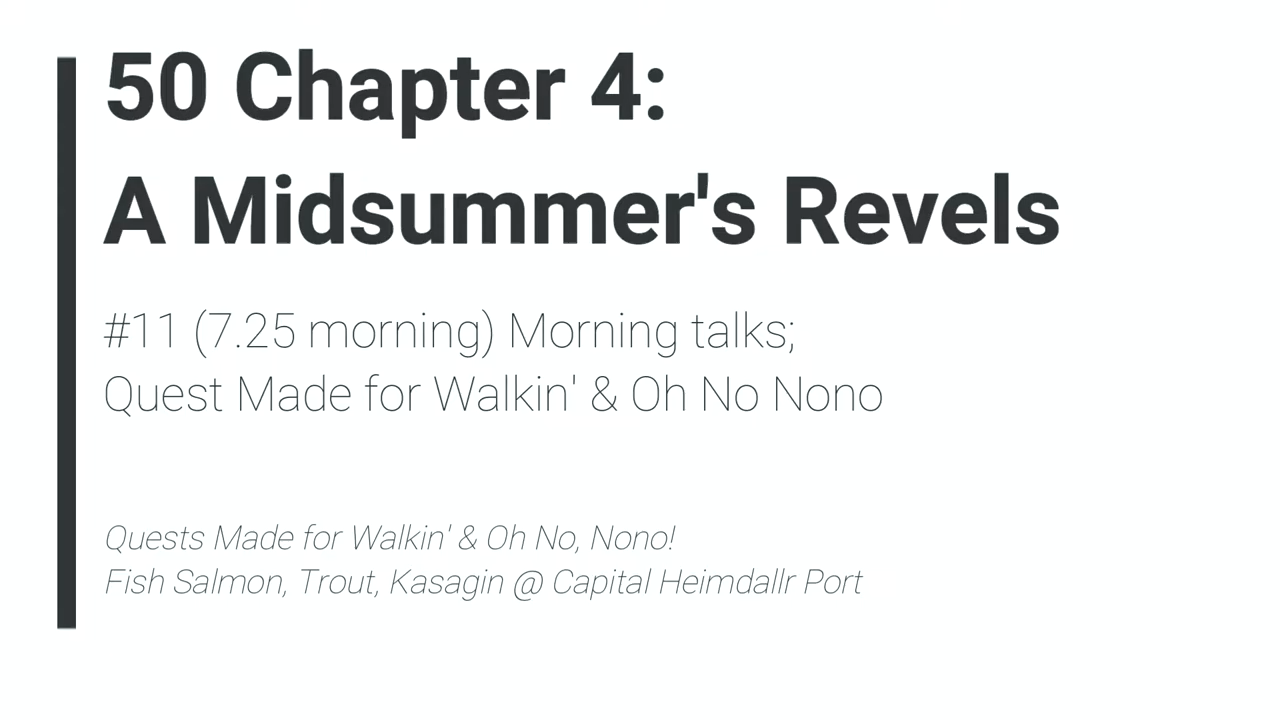 50 Chapter 4:
A Midsummer's Revels
#11 (7.25 morning) Morning talks;
Quest Made for Walkin' & Oh No Nono
Quests Made for Walkin' & Oh No, Nono!
Fish Salmon, Trout, Kasagin @ Capital Heimdallr Port